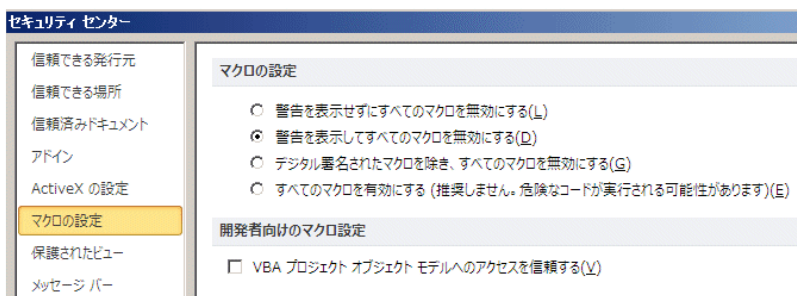 セキュリティ センター
信頼できる発行元
信頼できる場所
信頼済みドキュメント
アドイン
ActiveX の設定
マクロの設定
保護されたビュー
メッセージ バー
マクロの設定
警告を表示せずにすべてのマクロを無効にする(L)
警告を表示してすべてのマクロを無効にする(D)
デジタル署名されたマクロを除き、すべてのマクロを無効にする(G)
すべてのマクロを有効にする (推奨しません。危険なコードが実行される可能性があります)(E)
開発者向けのマクロ設定
VBA プロジェクト オブジェクト モデルへのアクセスを信頼する(V)